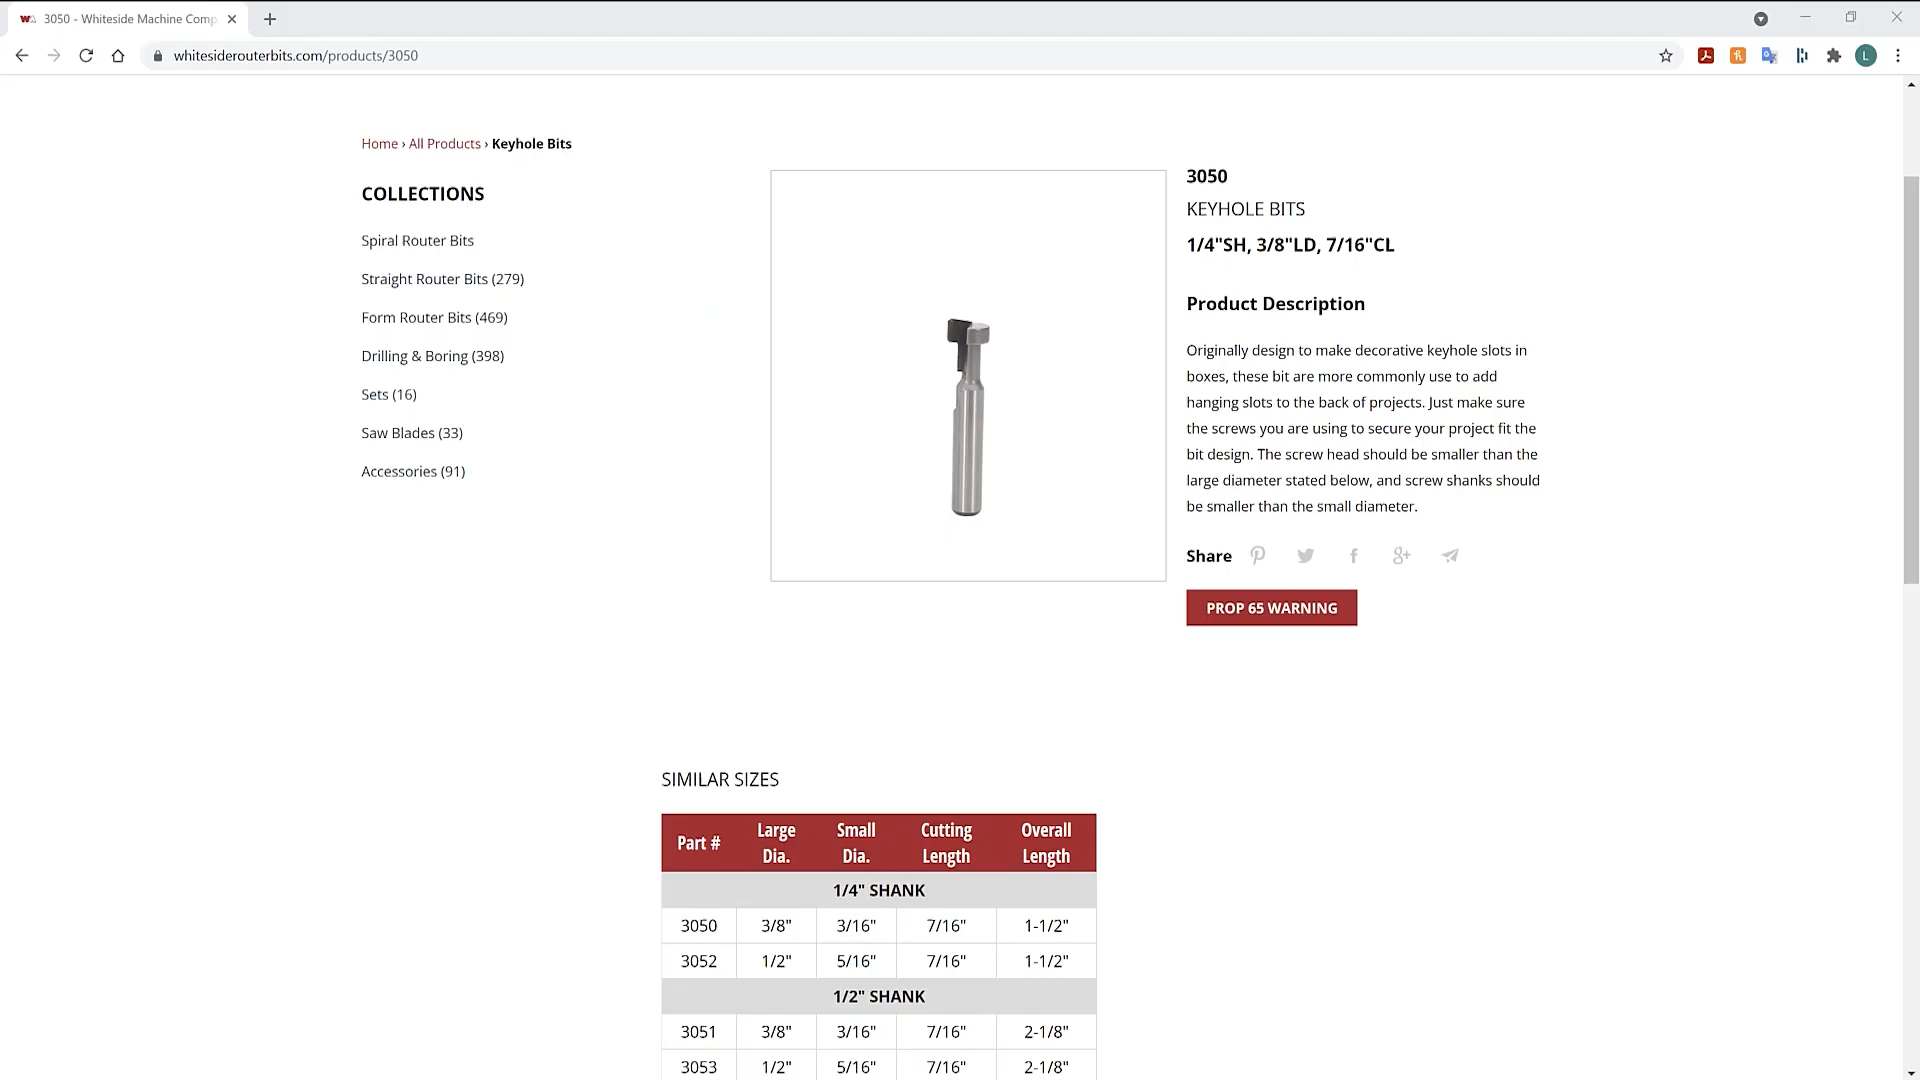 3050 - Whiteside Machine Comp
whitesiderouterbits.com/products/3050
L
Home › All Products › Keyhole Bits
COLLECTIONS
Spiral Router Bits
Straight Router Bits (279)
Form Router Bits (469)
Drilling & Boring (398)
Sets (16)
Saw Blades (33)
Accessories (91)
3050
KEYHOLE BITS
1/4"SH, 3/8"LD, 7/16"CL
Product Description
Originally design to make decorative keyhole slots in
boxes, these bit are more commonly use to add
hanging slots to the back of projects. Just make sure
the screws you are using to secure your project fit the
bit design. The screw head should be smaller than the
large diameter stated below, and screw shanks should
be smaller than the small diameter.
Share
PROP 65 WARNING
SIMILAR SIZES
Part # Large Dia. Small Dia. Cutting Length Overall Length
1/4" SHANK
3050 3/8" 3/16" 7/16" 1-1/2"
3052 1/2" 5/16" 7/16" 1-1/2"
1/2" SHANK
3051 3/8" 3/16" 7/16" 2-1/8"
3053 1/2" 5/16" 7/16" 2-1/8"